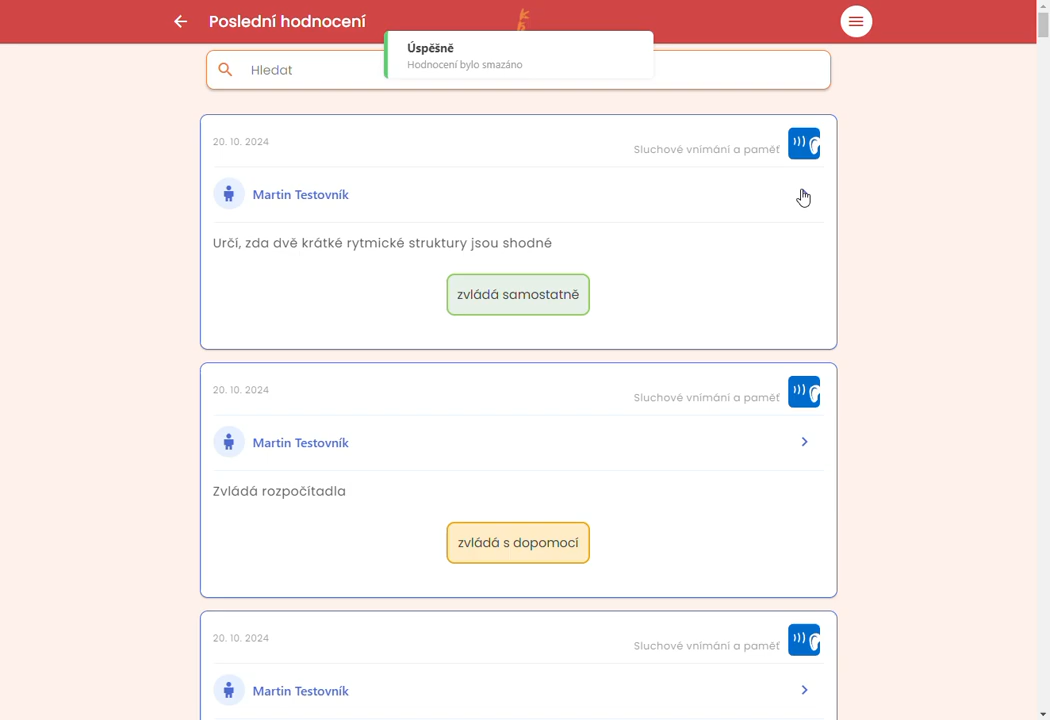 Poslední hodnocení
Úspěšně
Hodnocení bylo smazáno
Hledat
20. 10. 2024
Sluchové vnímání a paměť
Martin Testovník
Určí, zda dvě krátké rytmické struktury jsou shodné
zvládá samostatně
20. 10. 2024
Sluchové vnímání a paměť
Martin Testovník
Zvládá rozpočítadla
zvládá s dopomocí
20. 10. 2024
Sluchové vnímání a paměť
Martin Testovník